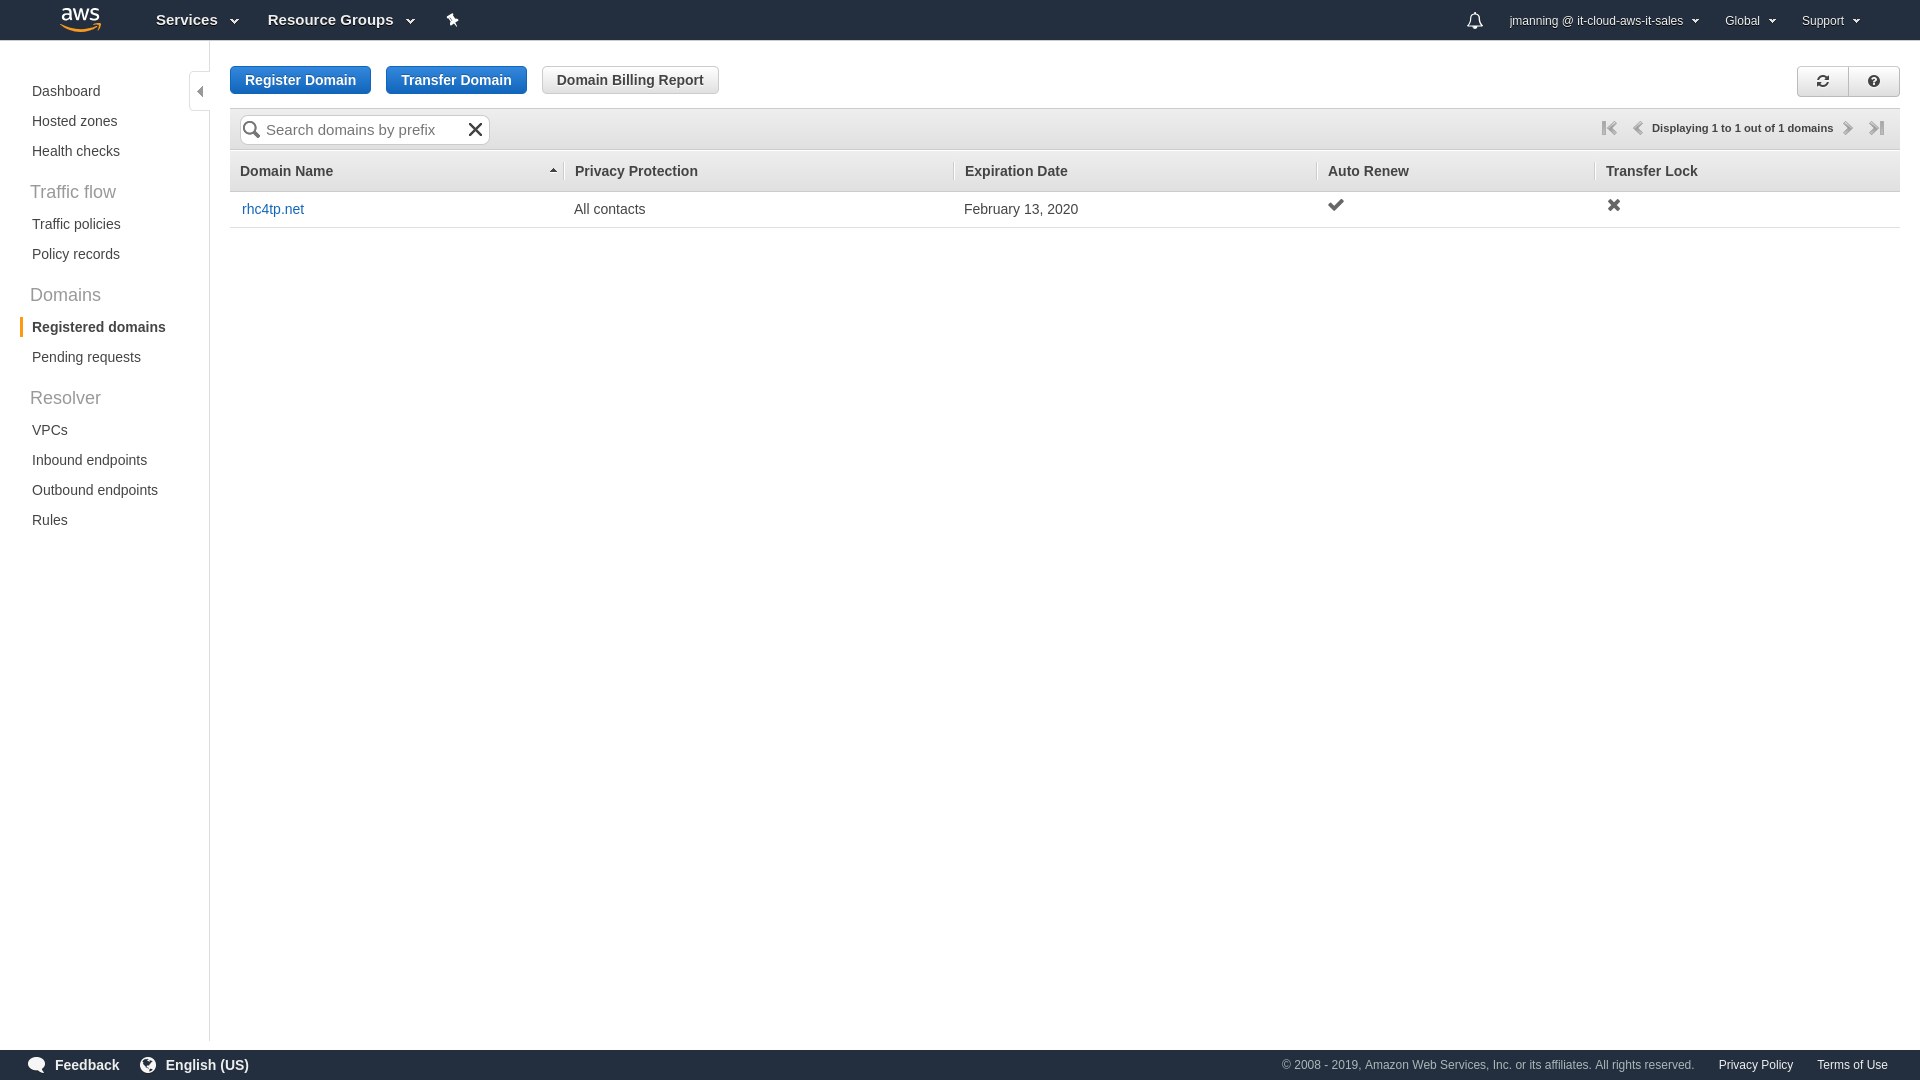 aws
Services
Resource Groups
jmanning @ it-cloud-aws-it-sales
Global
Support
Dashboard
Hosted zones
Health checks
Traffic flow
Traffic policies
Policy records
Domains
Registered domains
Pending requests
Resolver
VPCs
Inbound endpoints
Outbound endpoints
Rules
Register Domain
Transfer Domain
Domain Billing Report
Search domains by prefix
Displaying 1 to 1 out of 1 domains
Domain Name
Privacy Protection
Expiration Date
Auto Renew
Transfer Lock
rhc4tp.net
All contacts
February 13, 2020
Feedback
English (US)
© 2008 - 2019, Amazon Web Services, Inc. or its affiliates. All rights reserved.
Privacy Policy
Terms of Use